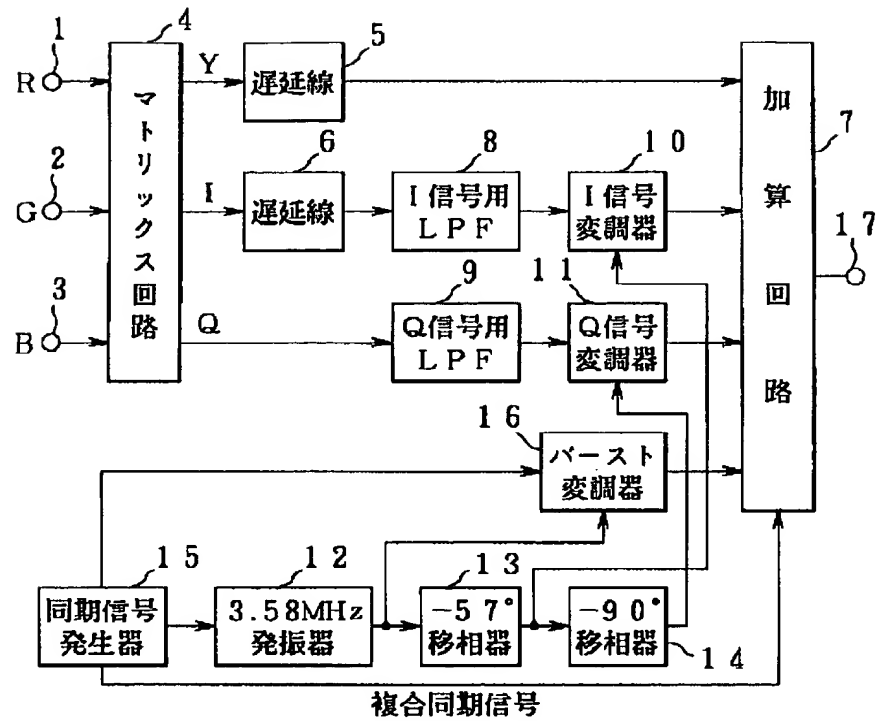 1
4
5
R
Y
遅延線
マトリックス回路
加算回路
7
2
6
8
10
G
I
遅延線
I信号用
LPF
I信号
変調器
17
3
9
11
B
Q
Q信号用
LPF
Q信号
変調器
16
バースト
変調器
15
12
13
同期信号
発生器
3.58MHz
発振器
-57°
移相器
-90°
移相器
14
複合同期信号